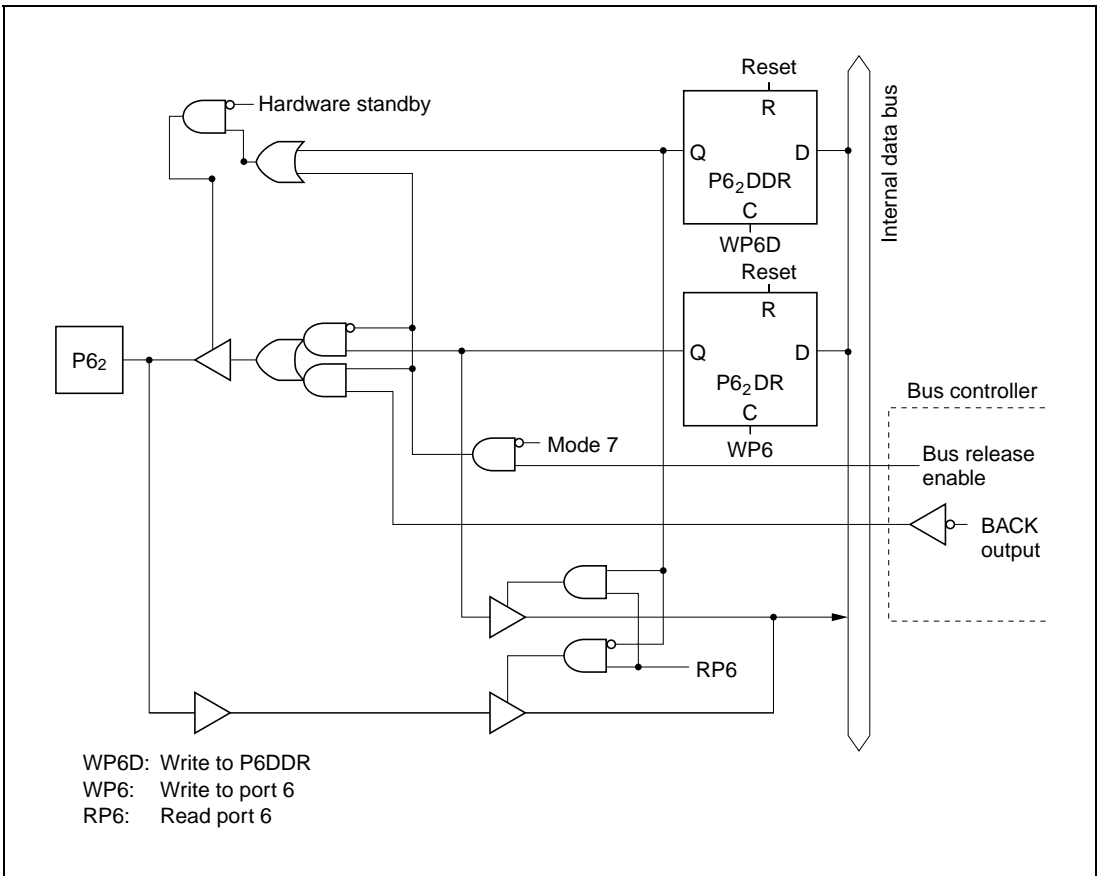 Reset
Hardware standby
R
Q D
P6₂DDR
C
WP6D
Internal data bus
Reset
R
P6₂
Q D
P6₂DR
C
WP6
Bus controller
Mode 7
Bus release
enable
BACK
output
RP6
WP6D: Write to P6DDR
WP6: Write to port 6
RP6: Read port 6